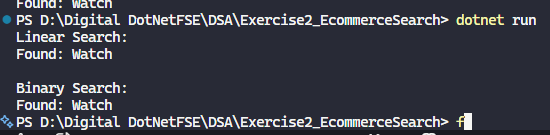 Found: Watch
PS D:\Digital DotNetFSE\DSA\Exercise2_EcommerceSearch> dotnet run
Linear Search:
Found: Watch
Binary Search:
Found: Watch
PS D:\Digital DotNetFSE\DSA\Exercise2_EcommerceSearch> f